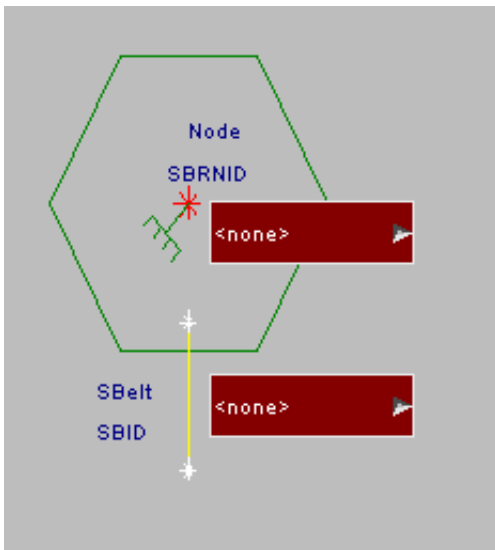 Node
SBRNID
<none>
SBelt
<none>
SBID